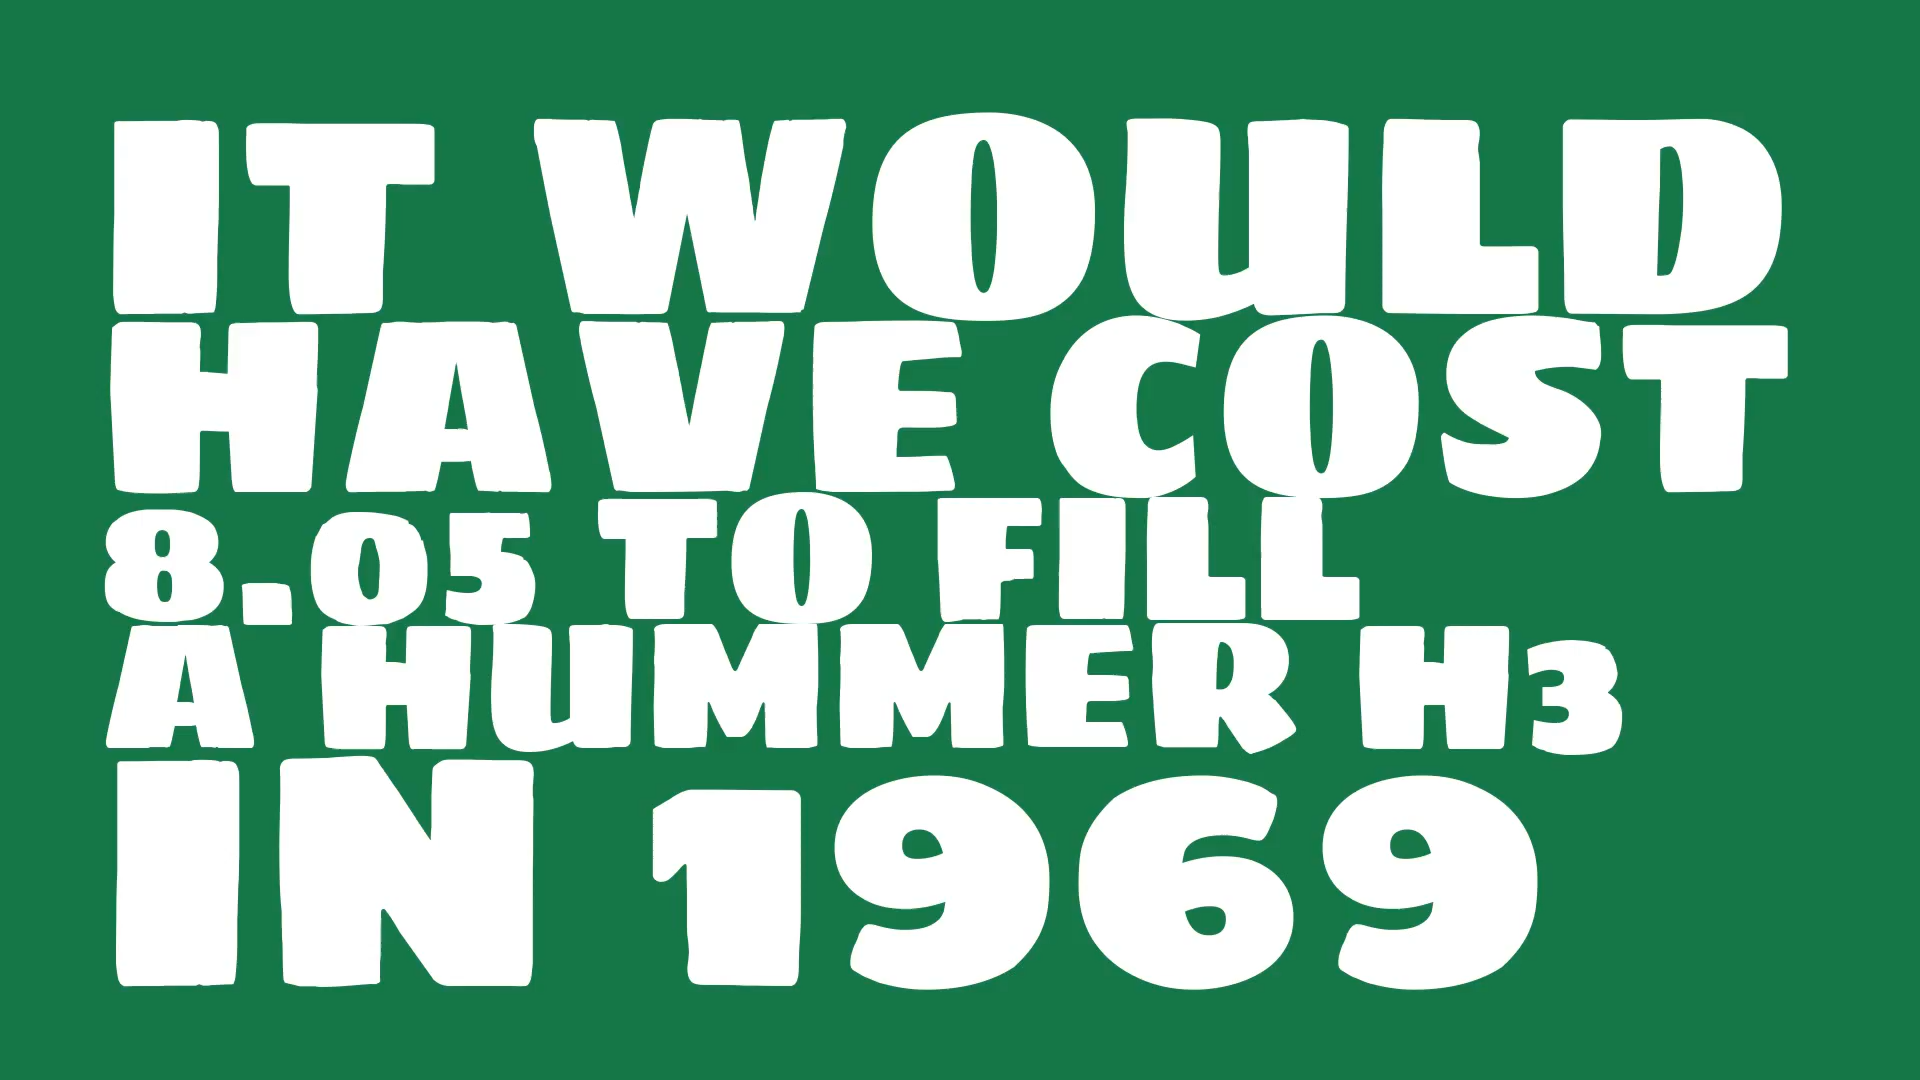 IT WOULD
HAVE COST
8.05 TO FILL
A HUMMER H3
IN 1969